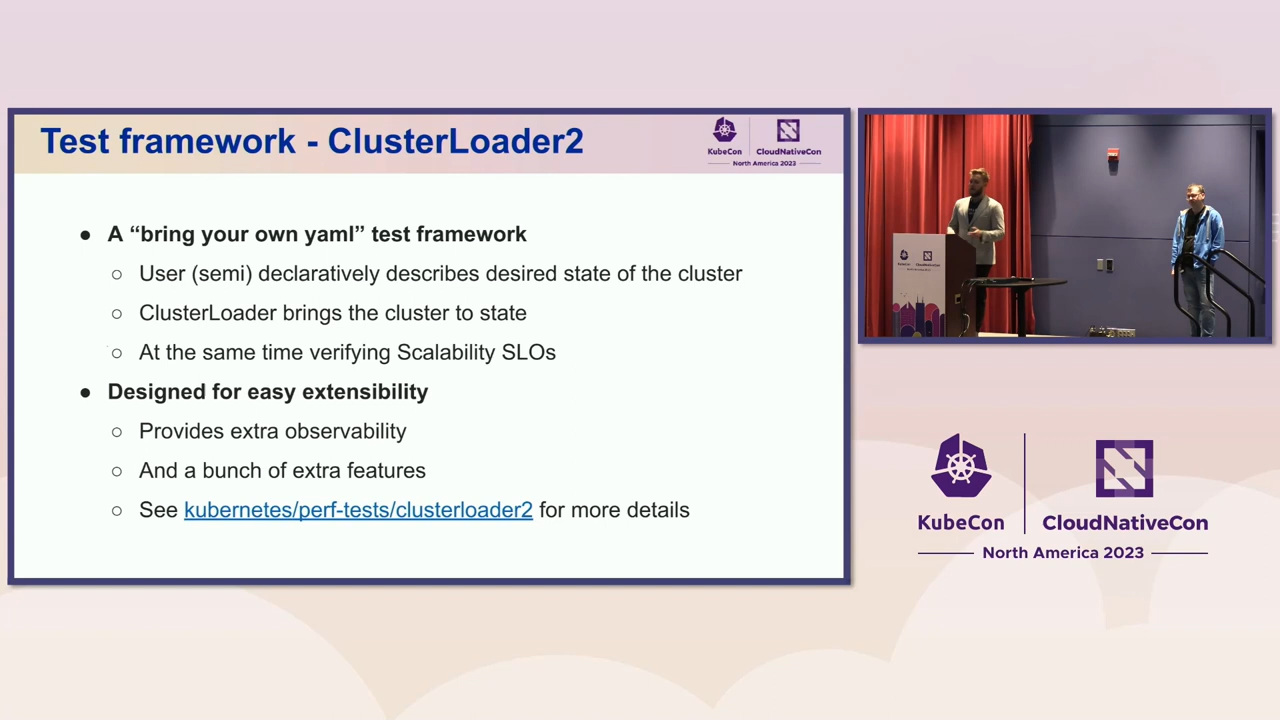 Test framework - ClusterLoader2
KubeCon
CloudNativeCon
North America 2023
● A “bring your own yaml” test framework
○ User (semi) declaratively describes desired state of the cluster
○ ClusterLoader brings the cluster to state
○ At the same time verifying Scalability SLOs
● Designed for easy extensibility
○ Provides extra observability
○ And a bunch of extra features
○ See kubernetes/perf-tests/clusterloader2 for more details
KubeCon
CloudNativeCon
North America 2023